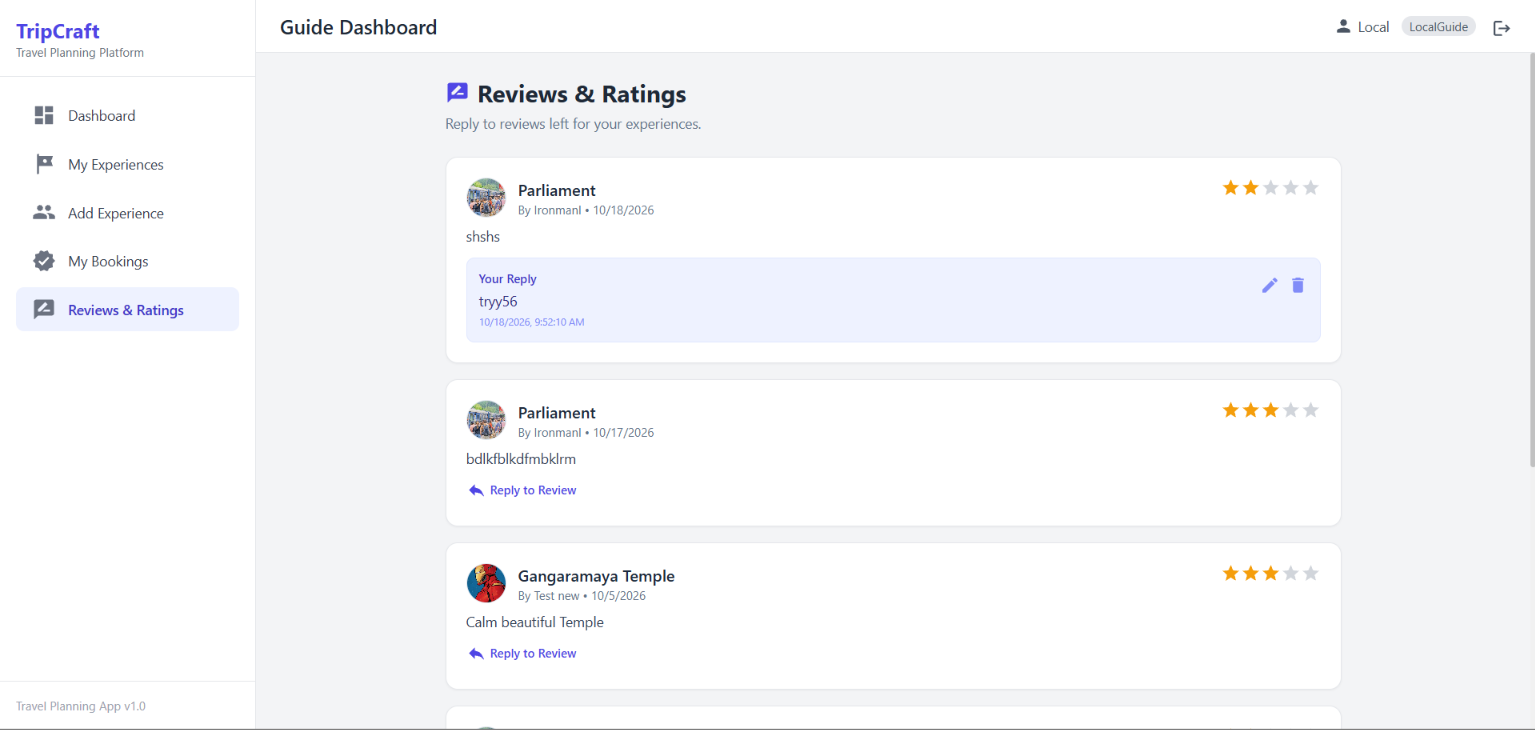 TripCraft
Travel Planning Platform
Guide Dashboard
Local
LocalGuide
Dashboard
My Experiences
Add Experience
My Bookings
Reviews & Ratings
Travel Planning App v1.0
Reviews & Ratings
Reply to reviews left for your experiences.
Parliament
By IronmanI • 10/18/2026
shshs
Your Reply
tryy56
10/18/2026, 9:52:10 AM
Parliament
By IronmanI • 10/17/2026
bdlkfblkdfmbklrm
Reply to Review
Gangaramaya Temple
By Test new • 10/5/2026
Calm beautiful Temple
Reply to Review